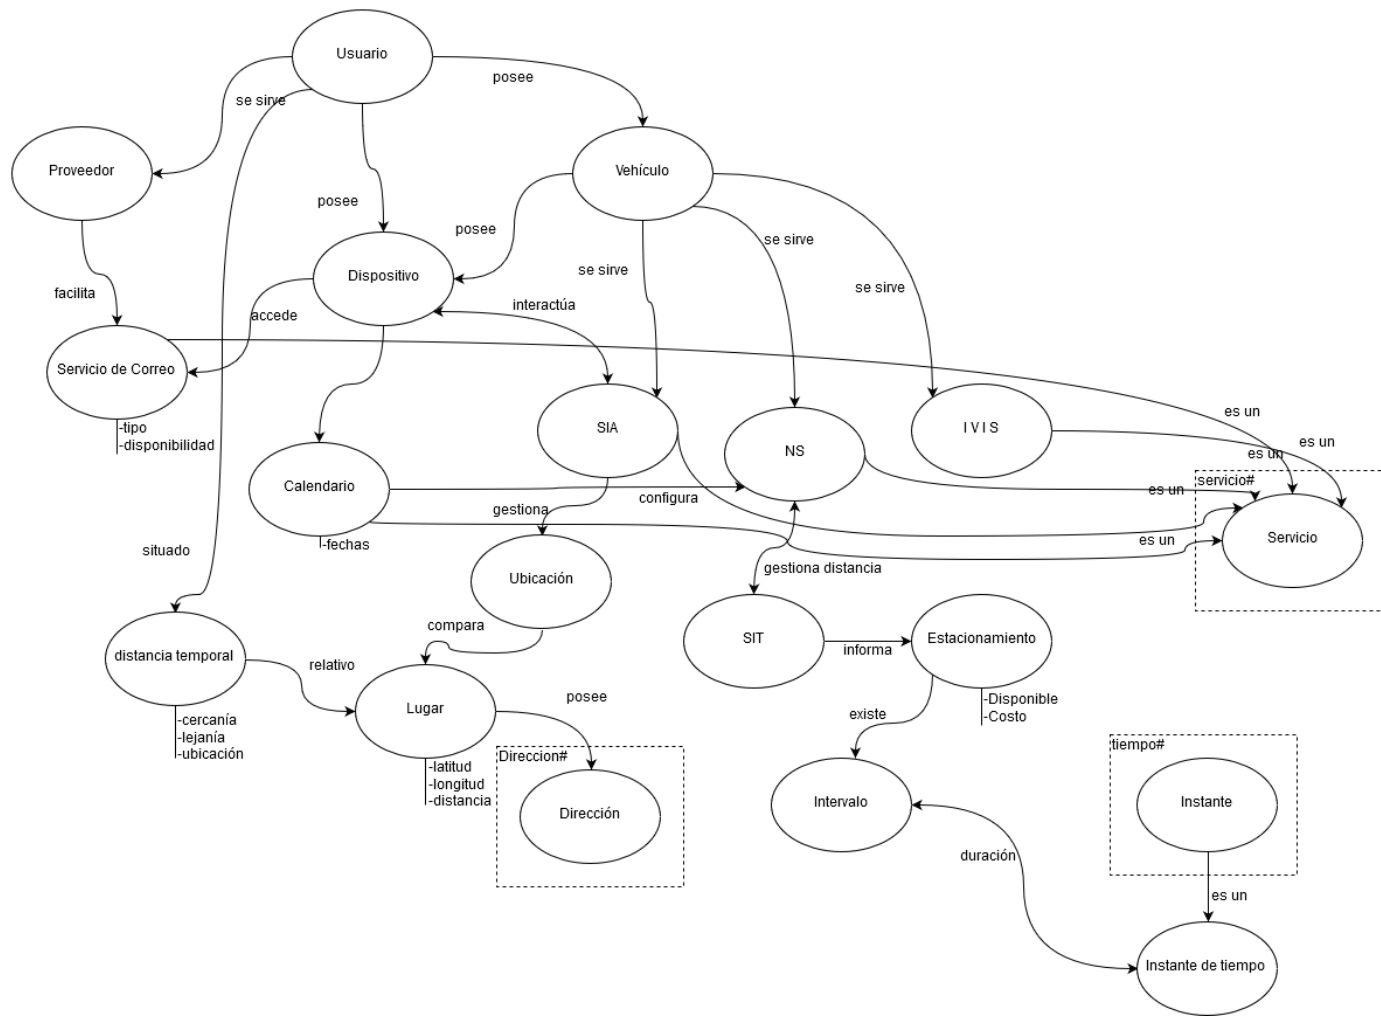 Usuario
posee
se sirve
Proveedor
Vehículo
posee
posee
se sirve
se sirve
Dispositivo
se sirve
facilita
accede
interactúa
Servicio de Correo
-tipo
-disponibilidad
SIA
NS
I V I S
es un
es un
es un
servicio#
es un
Calendario
configura
gestiona
-fechas
es un
Servicio
situado
Ubicación
gestiona distancia
compara
SIT
informa
Estacionamiento
-Disponible
-Costo
distancia temporal
relativo
-cercanía
-lejanía
-ubicación
Lugar
posee
-latitud
-longitud
-distancia
existe
Direccion#
Dirección
tiempo#
Instante
Intervalo
duración
es un
Instante de tiempo